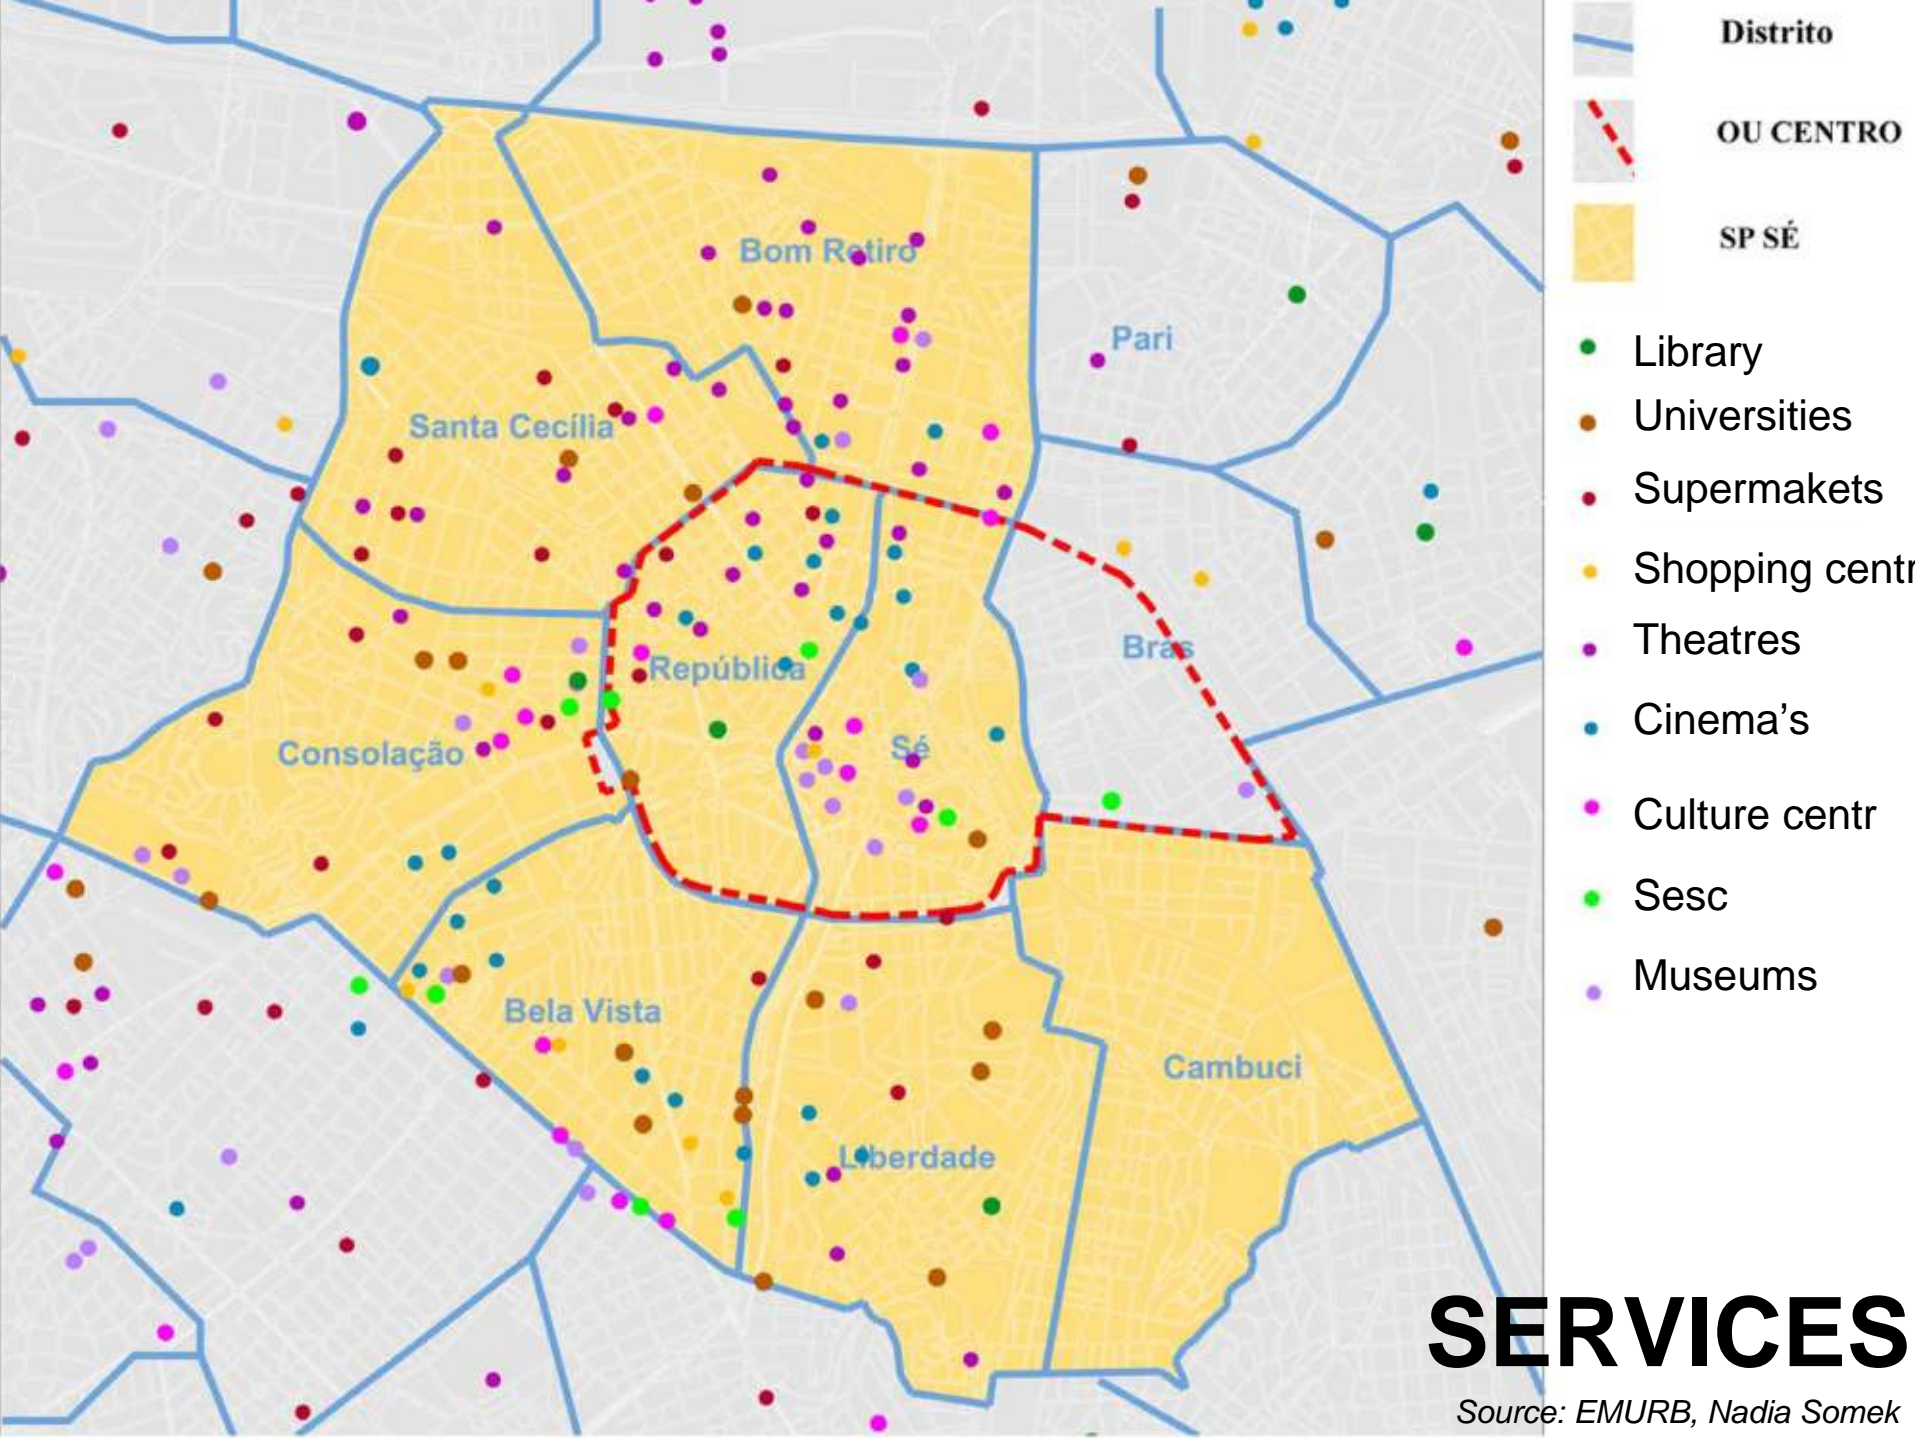 Distrito
OU CENTRO
SP SÉ
Library
Universities
Supermakets
Shopping centr
Theatres
Cinema's
Culture centr
Sesc
Museums
Bom Retiro
Pari
Santa Cecília
Brás
República
Sé
Consolação
Bela Vista
Cambuci
Liberdade
SERVICES
Source: EMURB, Nadia Somek